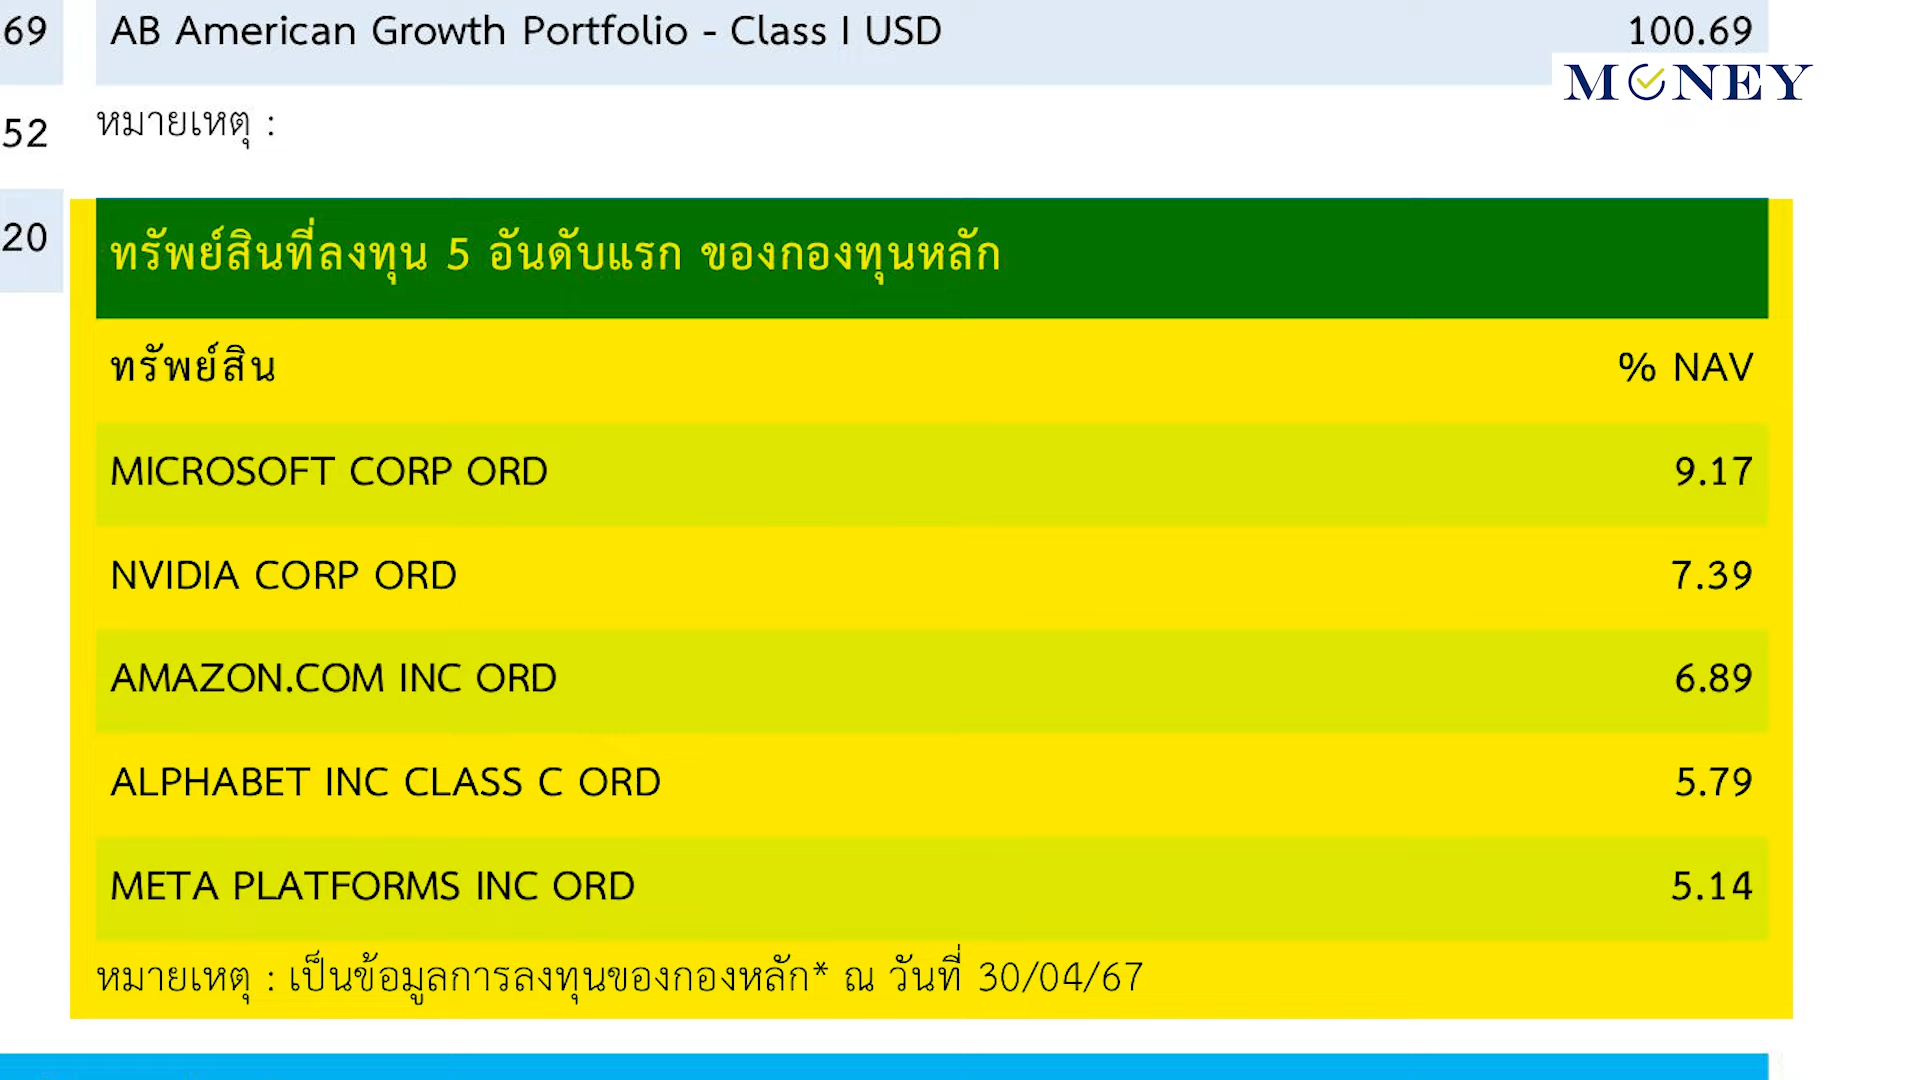 69 AB American Growth Portfolio - Class I USD 100.69
MONEY
52 หมายเหตุ :
20 ทรัพย์สินที่ลงทุน 5 อันดับแรก ของกองทุนหลัก
ทรัพย์สิน % NAV
MICROSOFT CORP ORD 9.17
NVIDIA CORP ORD 7.39
AMAZON.COM INC ORD 6.89
ALPHABET INC CLASS C ORD 5.79
META PLATFORMS INC ORD 5.14
หมายเหตุ : เป็นข้อมูลการลงทุนของกองหลัก* ณ วันที่ 30/04/67